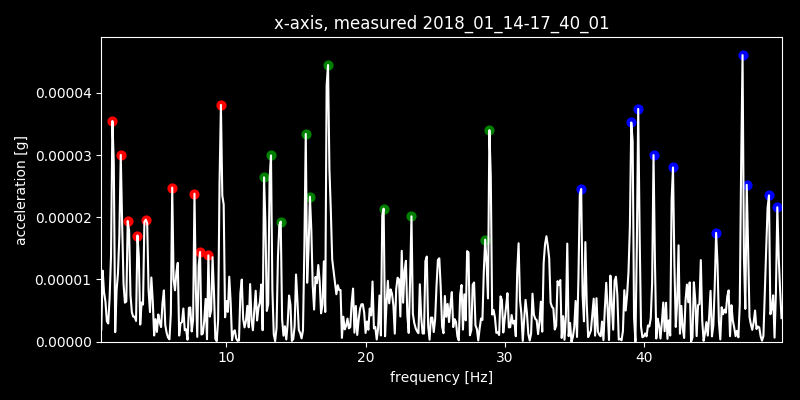 x-axis, measured 2018_01_14-17_40_01
acceleration [g]
0.00004
0.00003
0.00002
0.00001
0.00000
10 20 30 40
frequency [Hz]